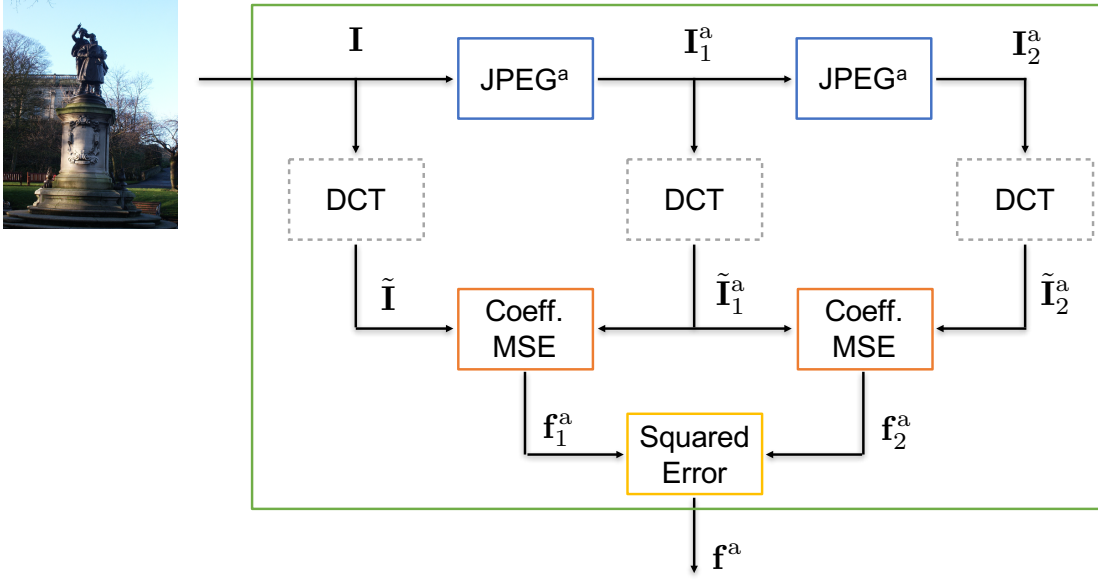 𝐈
𝐈₁ᵃ
𝐈₂ᵃ
JPEGᵃ
JPEGᵃ
DCT
DCT
DCT
𝐈̃
𝐈̃₁ᵃ
𝐈̃₂ᵃ
Coeff.
MSE
Coeff.
MSE
𝐟₁ᵃ
𝐟₂ᵃ
Squared
Error
𝐟ᵃ